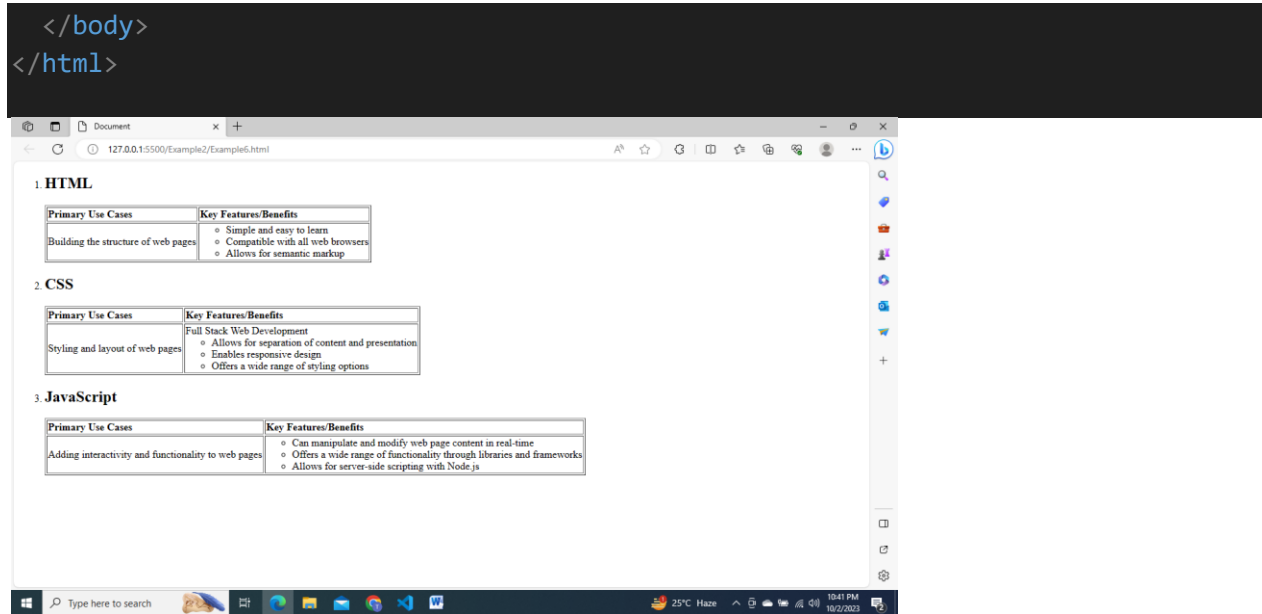 </body>
</html>
Document
127.0.0.1:5500/Example2/Example6.html
1. HTML
Primary Use Cases Key Features/Benefits
Building the structure of web pages
Simple and easy to learn
Compatible with all web browsers
Allows for semantic markup
2. CSS
Primary Use Cases Key Features/Benefits
Styling and layout of web pages
Full Stack Web Development
Allows for separation of content and presentation
Enables responsive design
Offers a wide range of styling options
3. JavaScript
Primary Use Cases Key Features/Benefits
Adding interactivity and functionality to web pages
Can manipulate and modify web page content in real-time
Offers a wide range of functionality through libraries and frameworks
Allows for server-side scripting with Node.js
Type here to search
25°C Haze
10:41 PM
10/2/2023